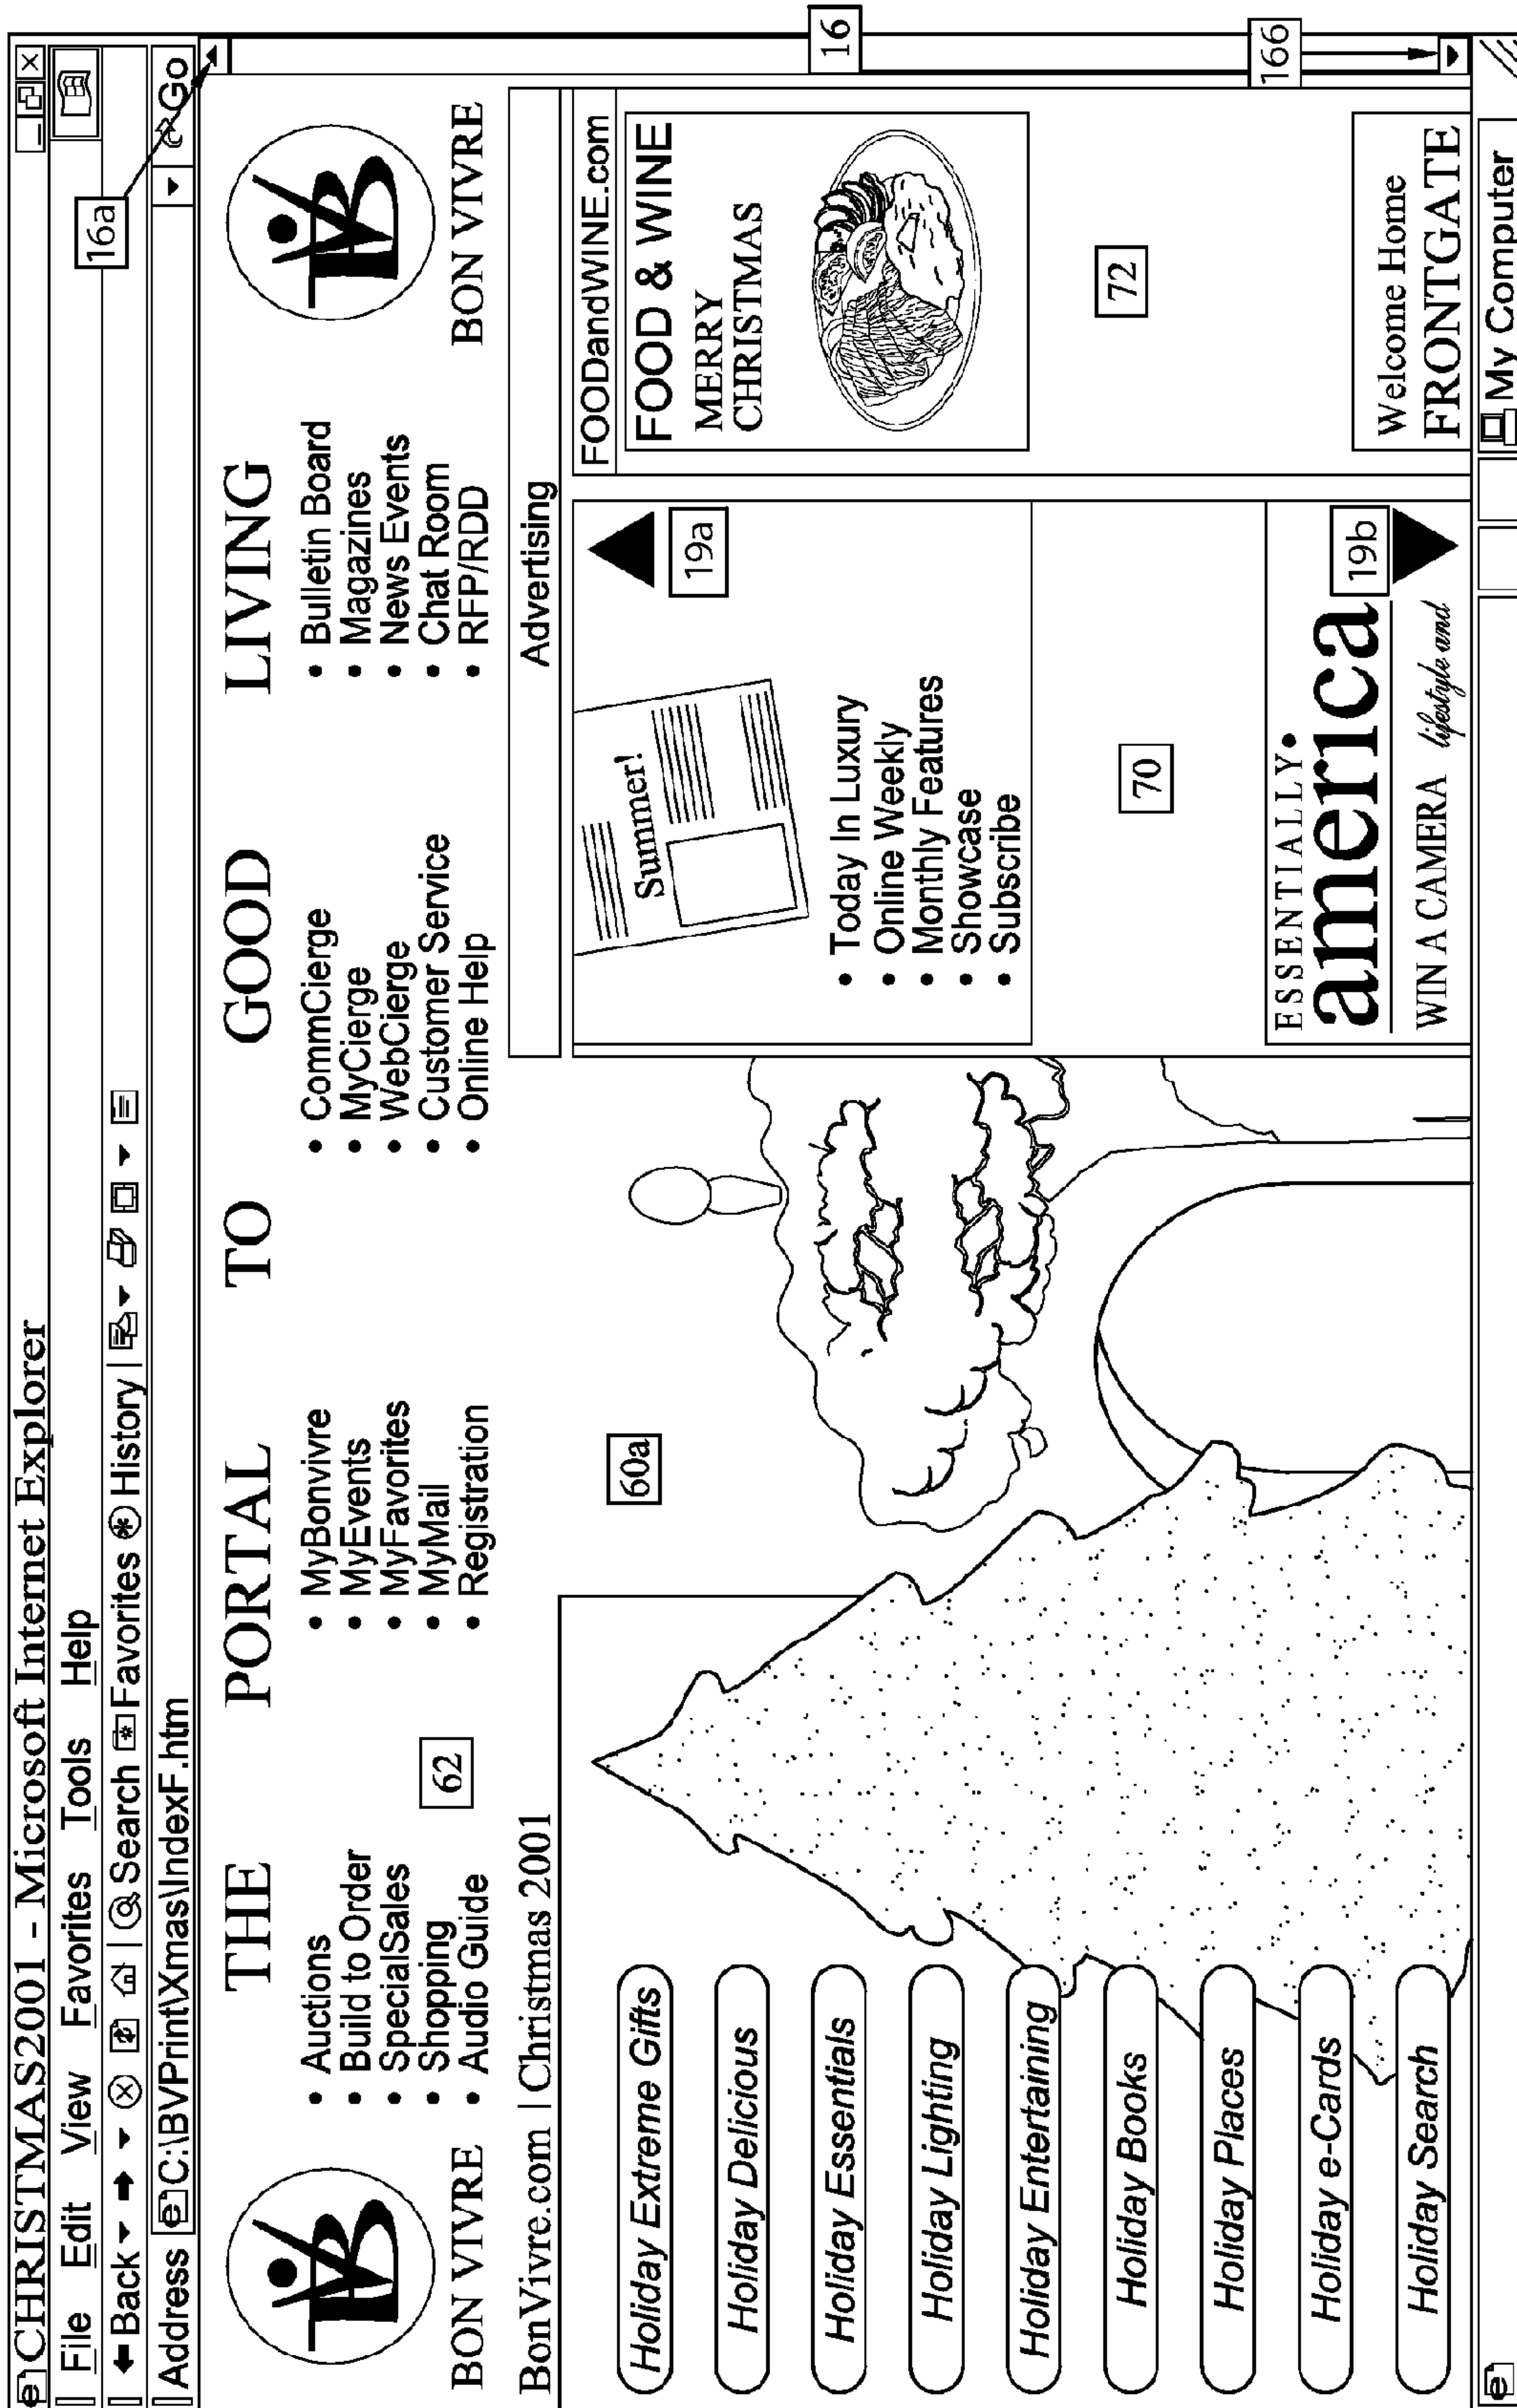 CHRISTMAS2001 - Microsoft Internet Explorer
File Edit View Favorites Tools Help
Back Search Favorites History
Address C:\BVPrint\Xmas\IndexF.htm Go
16a
THE PORTAL TO GOOD LIVING
BON VIVRE
• Auctions
• Build to Order
• SpecialSales
• Shopping
• Audio Guide
62
• MyBonvivre
• MyEvents
• MyFavorites
• MyMail
• Registration
• CommCierge
• MyCierge
• WebCierge
• Customer Service
• Online Help
• Bulletin Board
• Magazines
• News Events
• Chat Room
• RFP/RDD
BON VIVRE
BonVivre.com | Christmas 2001
Advertising
Holiday Extreme Gifts
Holiday Delicious
Holiday Essentials
Holiday Lighting
Holiday Entertaining
Holiday Books
Holiday Places
Holiday e-Cards
Holiday Search
60a
Summer!
19a
• Today In Luxury
• Online Weekly
• Monthly Features
• Showcase
• Subscribe
70
ESSENTIALLY
america
19b
WIN A CAMERA lifestyle and
FOODandWINE.com
FOOD & WINE
MERRY
CHRISTMAS
72
Welcome Home
FRONTGATE
16
166
My Computer